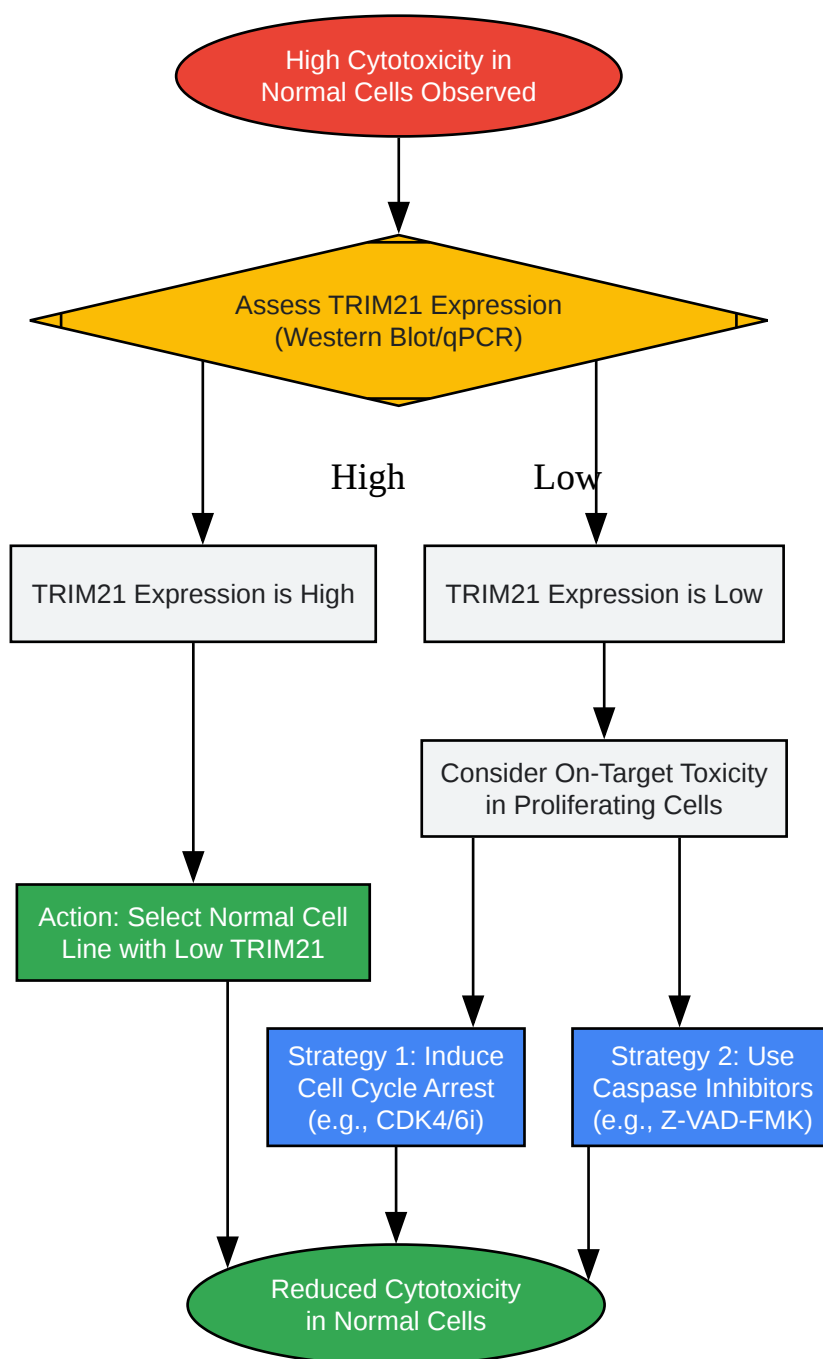 High Cytotoxicity in
Normal Cells Observed
Assess TRIM21 Expression
(Western Blot/qPCR)
High
Low
TRIM21 Expression is High
TRIM21 Expression is Low
Consider On-Target Toxicity
in Proliferating Cells
Action: Select Normal Cell
Line with Low TRIM21
Strategy 1: Induce
Cell Cycle Arrest
(e.g., CDK4/6i)
Strategy 2: Use
Caspase Inhibitors
(e.g., Z-VAD-FMK)
Reduced Cytotoxicity
in Normal Cells